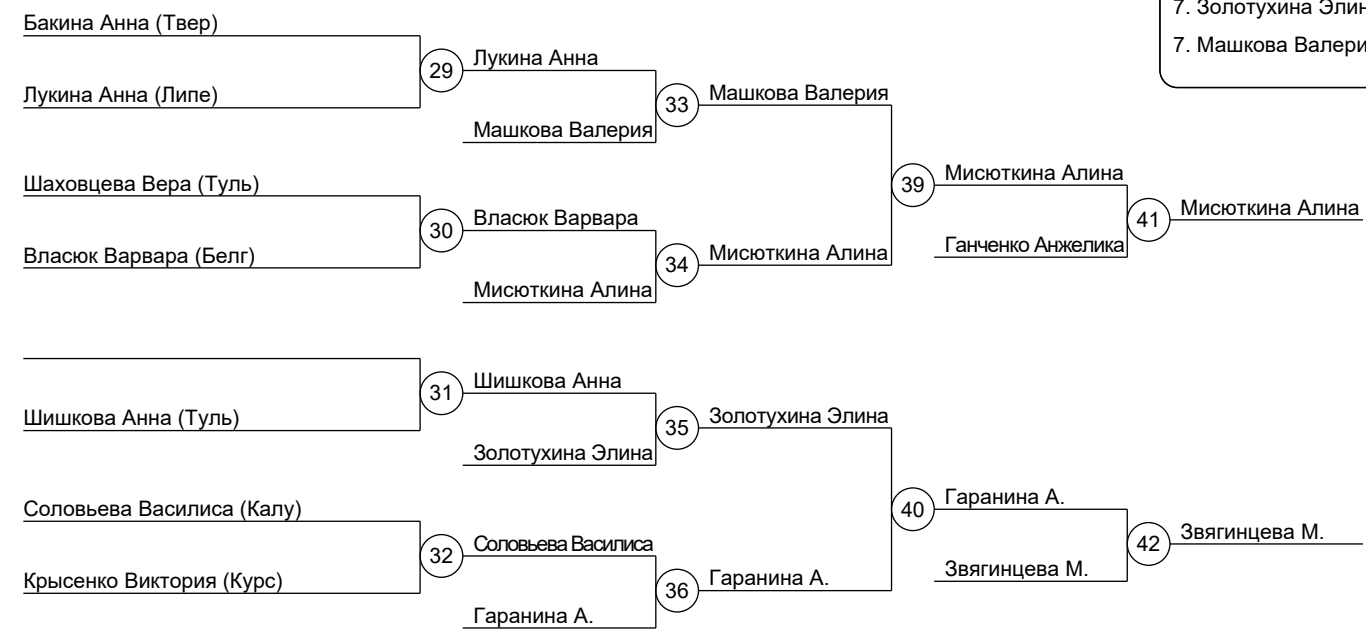 Бакина Анна (Твер)
7. Золотухина Элин
7. Машкова Валери
29
Лукина Анна
Лукина Анна (Липе)
33
Машкова Валерия
Машкова Валерия
Шаховцева Вера (Туль)
39
Мисюткина Алина
30
Власюк Варвара
41
Мисюткина Алина
Власюк Варвара (Белг)
34
Мисюткина Алина
Ганченко Анжелика
Мисюткина Алина
31
Шишкова Анна
Шишкова Анна (Туль)
35
Золотухина Элина
Золотухина Элина
Соловьева Василиса (Калу)
40
Гаранина А.
32
Соловьева Василиса
42
Звягинцева М.
Крысенко Виктория (Курс)
36
Гаранина А.
Звягинцева М.
Гаранина А.